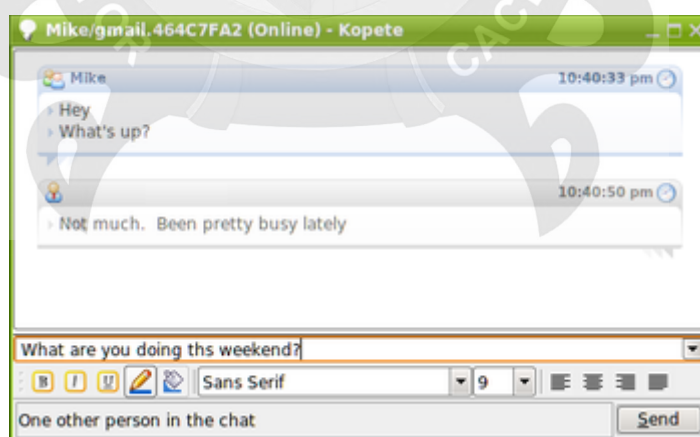 Mike/gmail.464C7FA2 (Online) - Kopete
Mike 10:40:33 pm
Hey
What's up?
10:40:50 pm
Not much. Been pretty busy lately
What are you doing ths weekend?
B I U Sans Serif 9
One other person in the chat Send